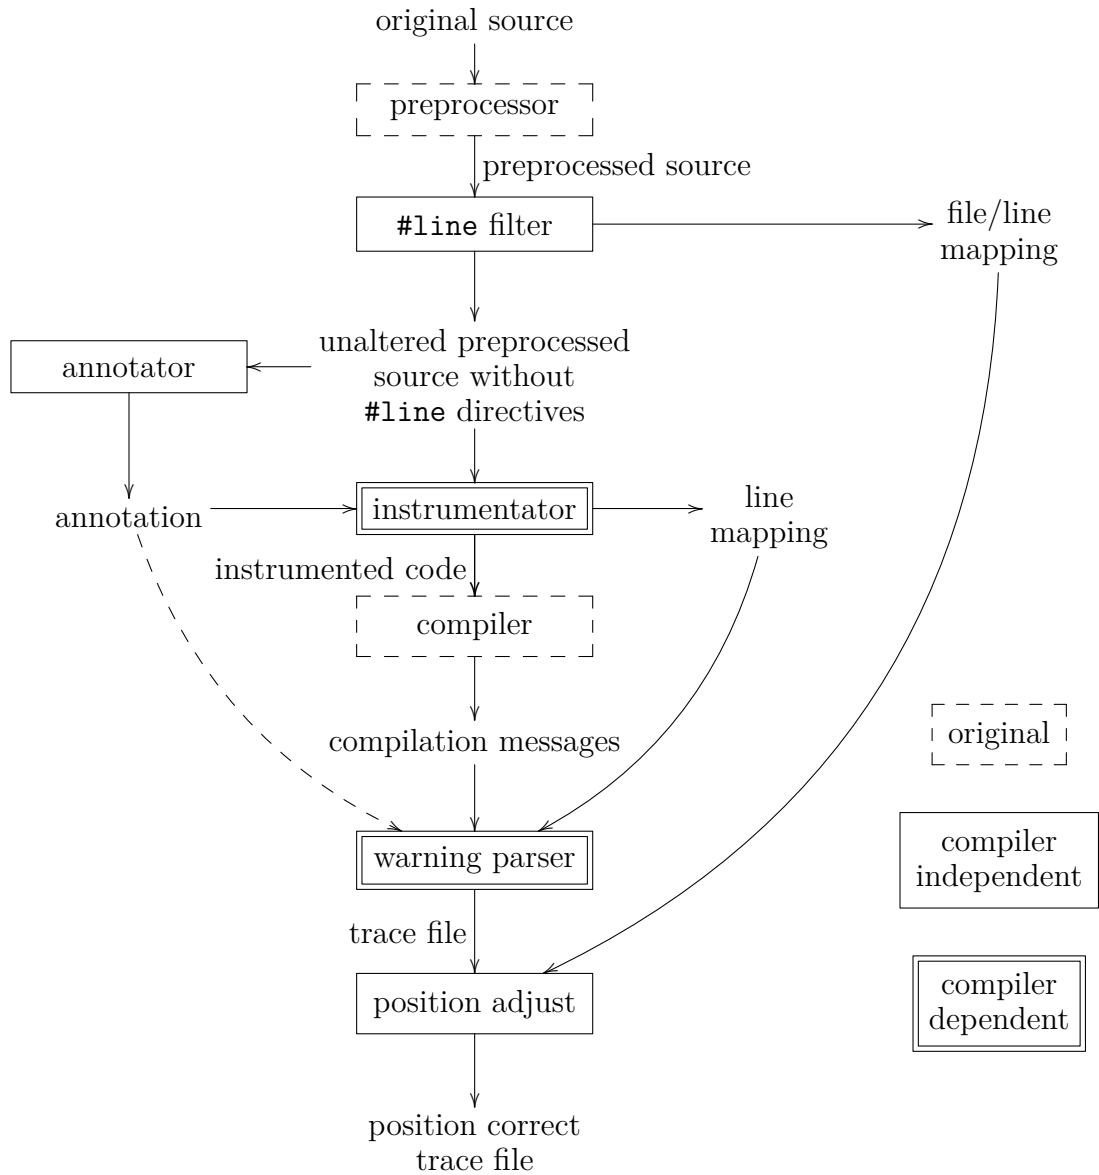 original source
preprocessor
preprocessed source
#line filter
file/line
mapping
unaltered preprocessed
source without
#line directives
annotator
annotation
instrumentator
line
mapping
instrumented code
compiler
compilation messages
original
warning parser
compiler
independent
trace file
position adjust
compiler
dependent
position correct
trace file